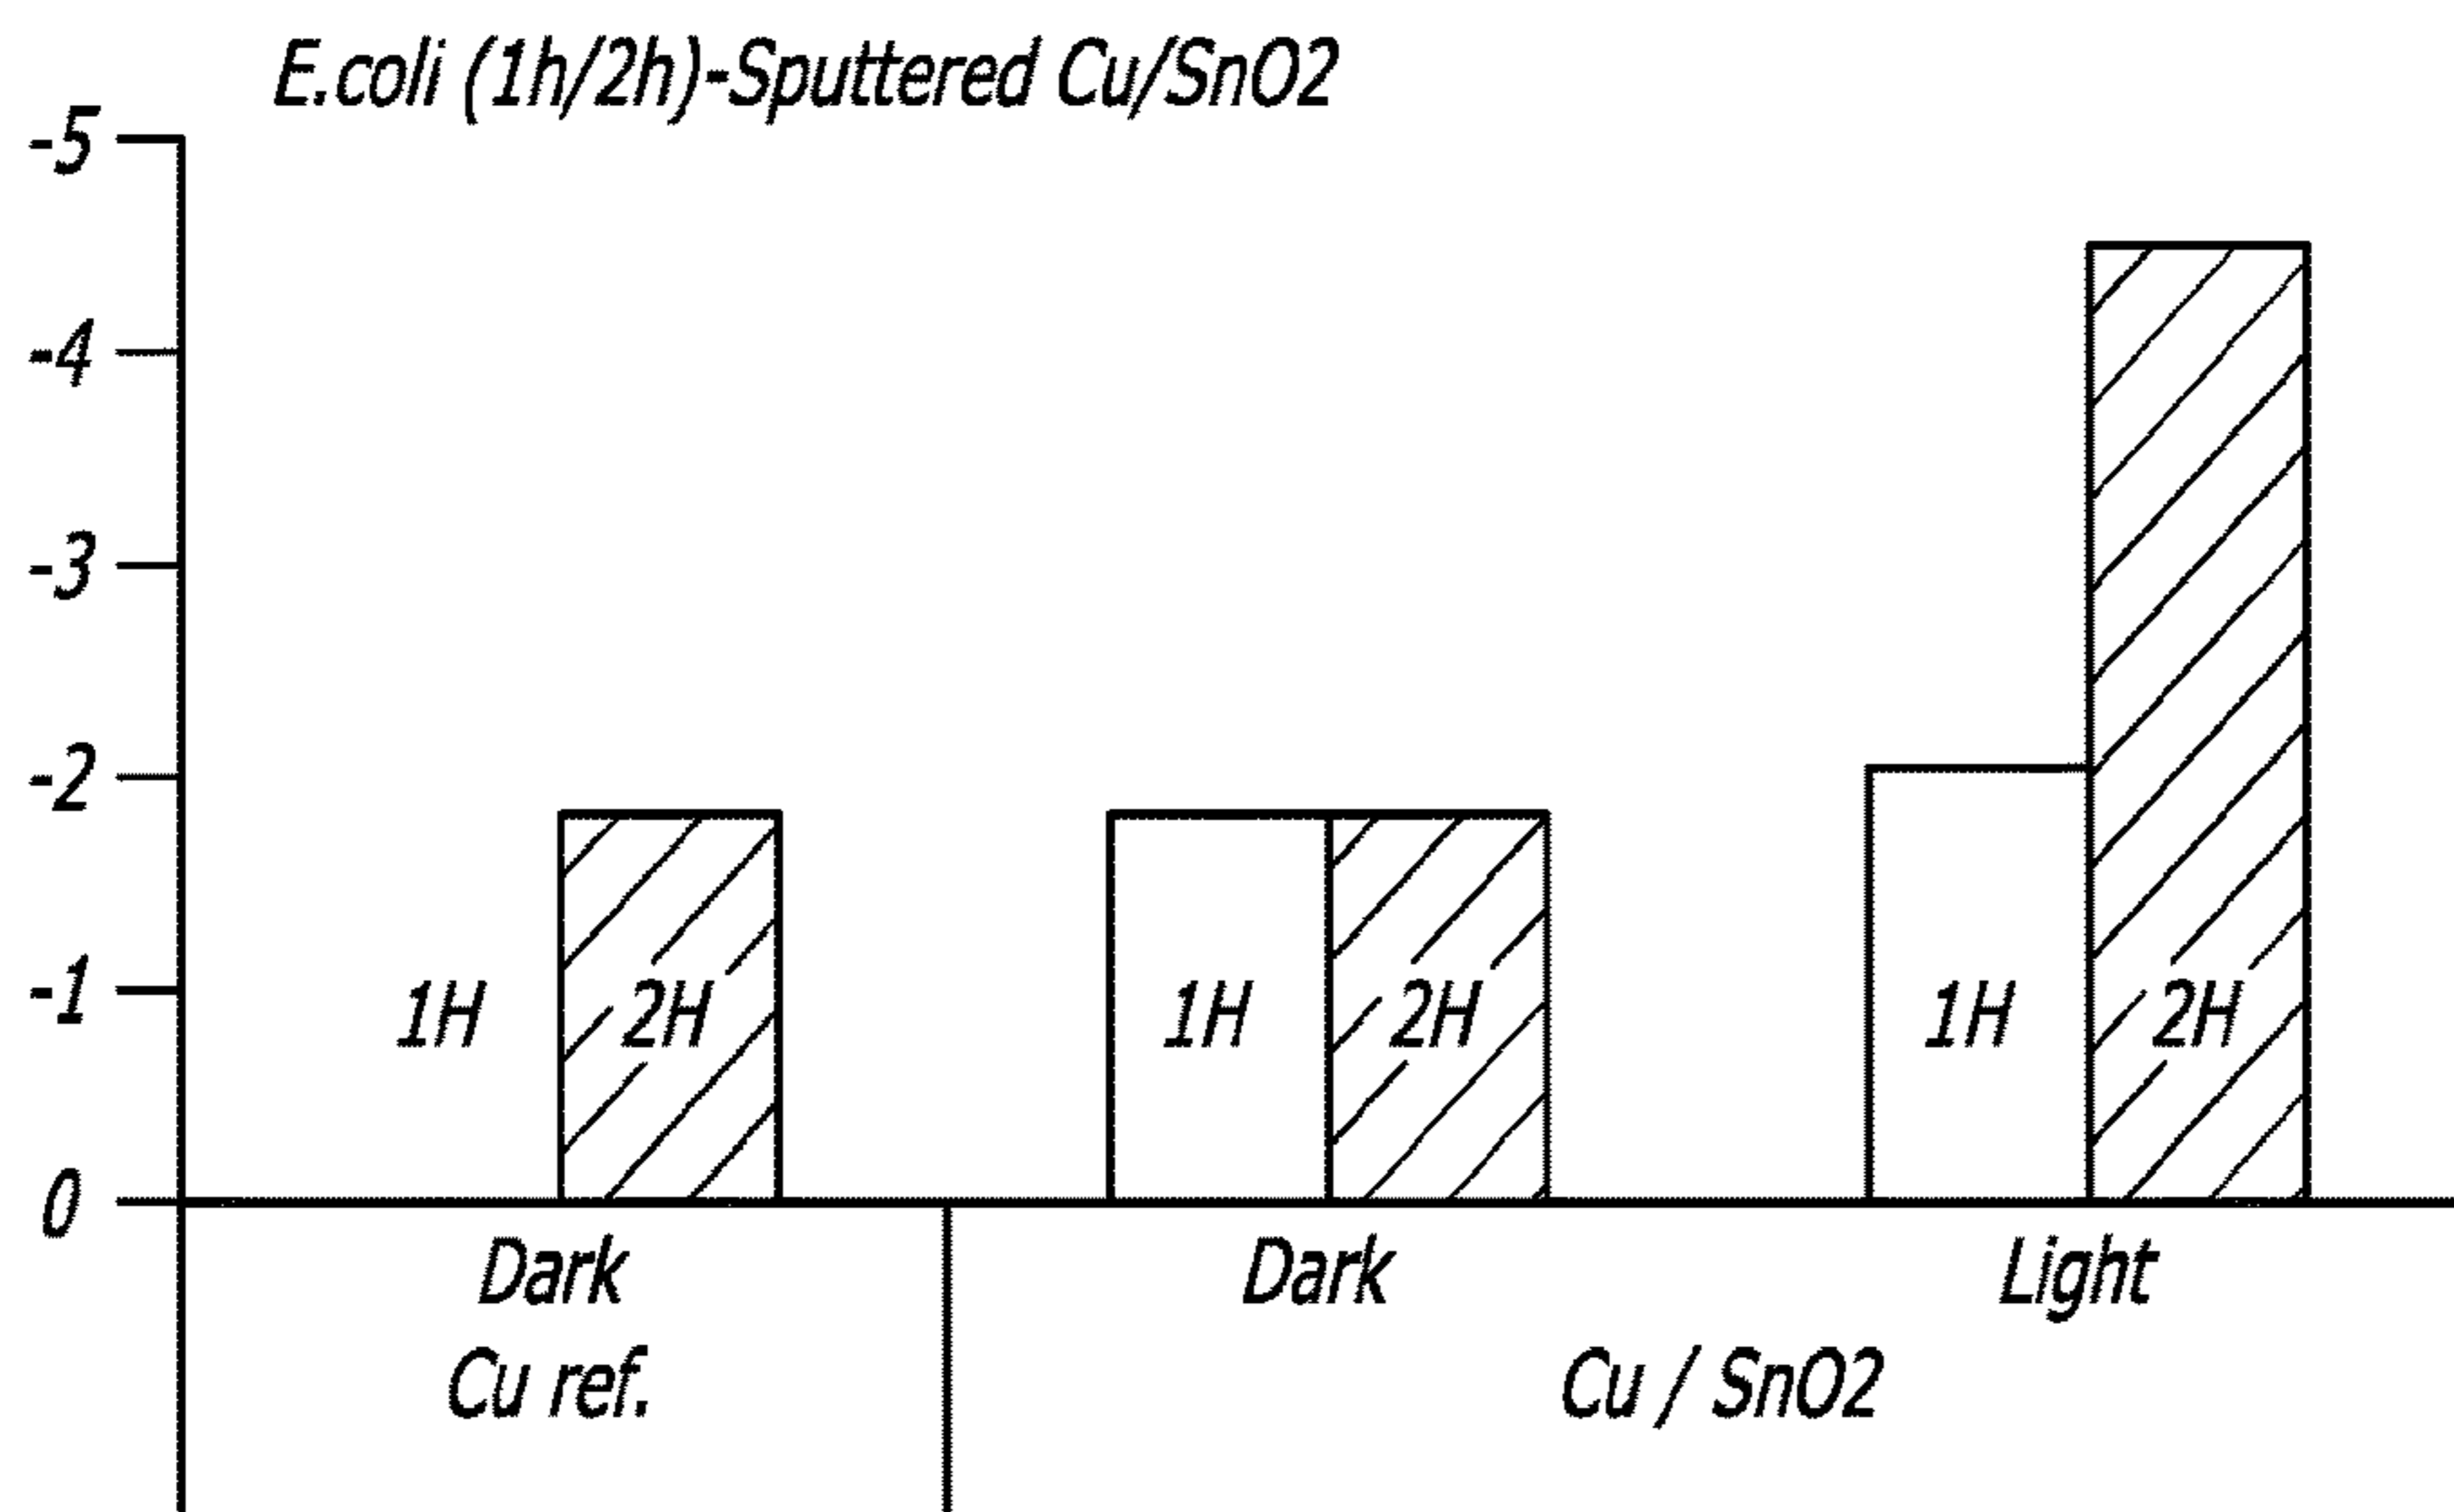 E.coli (1h/2h)-Sputtered Cu/SnO2
-5
-4
-3
-2
-1
0
1H 2H 1H 2H 1H 2H
Dark Dark Light
Cu ref. Cu / SnO2